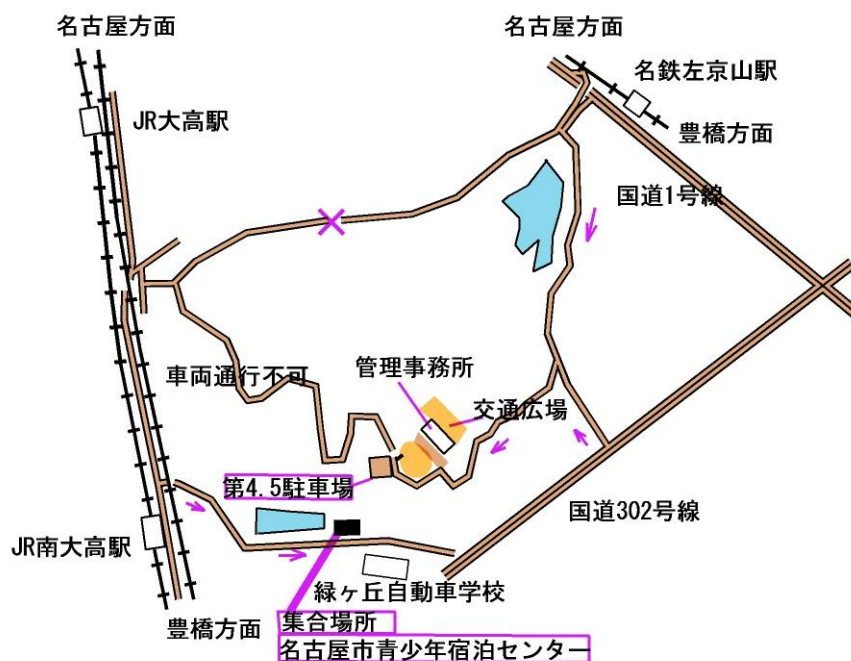 名古屋方面
名古屋方面
名鉄左京山駅
JR大高駅
豊橋方面
国道1号線
管理事務所
車両通行不可
交通広場
第4.5駐車場
国道302号線
JR南大高駅
緑ヶ丘自動車学校
豊橋方面
集合場所
名古屋市青少年宿泊センター